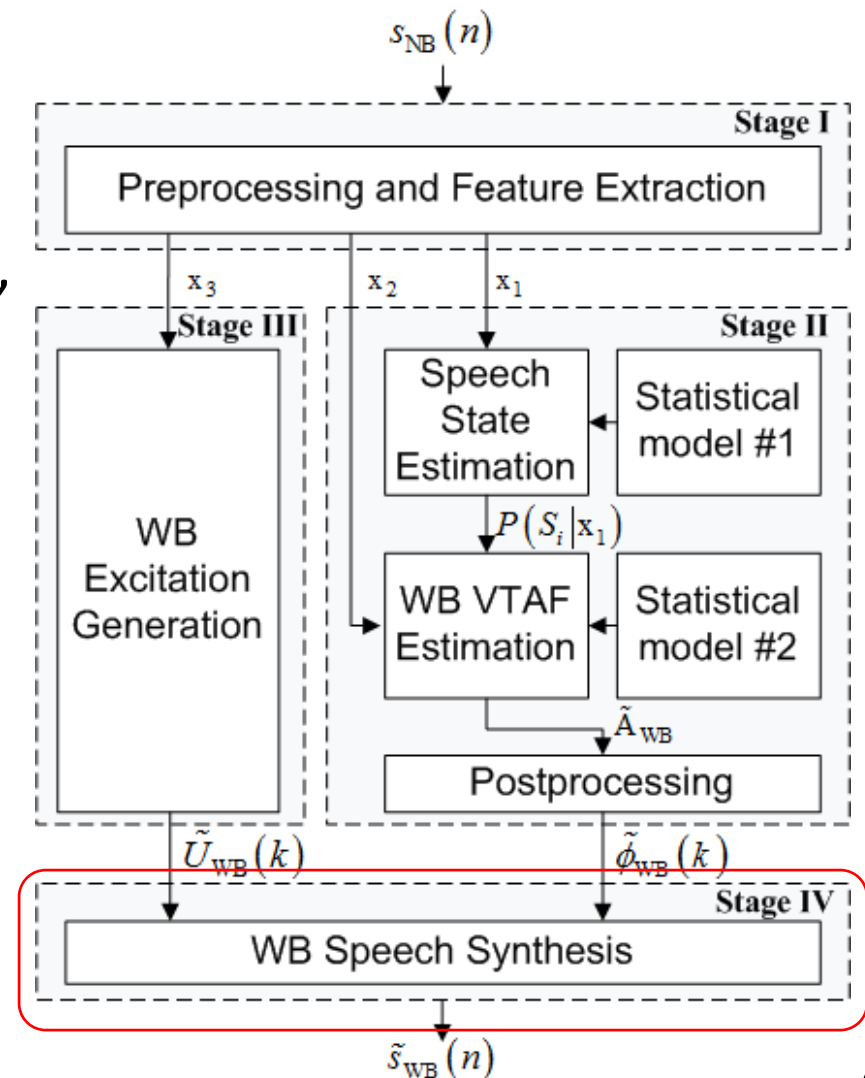 s_NB(n)
Stage I
Preprocessing and Feature Extraction
,
x_3 x_2 x_1
Stage III
Stage II
Speech
State
Estimation
Statistical
model #1
P(S_i|x_1)
WB
Excitation
Generation
WB VTAF
Estimation
Statistical
model #2
Ã_WB
Postprocessing
Ũ_WB(k)
ϕ̃_WB(k)
Stage IV
WB Speech Synthesis
s̃_WB(n)